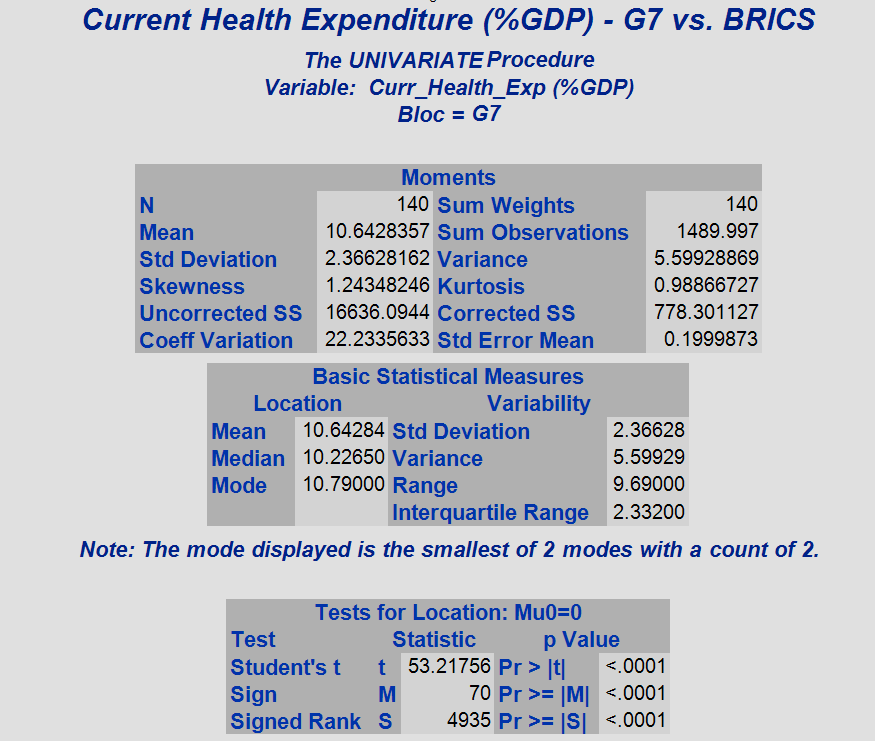 Current Health Expenditure (%GDP) - G7 vs. BRICS
The UNIVARIATE Procedure
Variable: Curr_Health_Exp (%GDP)
Bloc = G7
Moments
N 140 Sum Weights 140
Mean 10.6428357 Sum Observations 1489.997
Std Deviation 2.36628162 Variance 5.59928869
Skewness 1.24348246 Kurtosis 0.98866727
Uncorrected SS 16636.0944 Corrected SS 778.301127
Coeff Variation 22.2335633 Std Error Mean 0.1999873
Basic Statistical Measures
Location Variability
Mean 10.64284 Std Deviation 2.36628
Median 10.22650 Variance 5.59929
Mode 10.79000 Range 9.69000
Interquartile Range 2.33200
Note: The mode displayed is the smallest of 2 modes with a count of 2.
Tests for Location: Mu0=0
Test Statistic p Value
Student's t t 53.21756 Pr > |t| <.0001
Sign M 70 Pr >= |M| <.0001
Signed Rank S 4935 Pr >= |S| <.0001